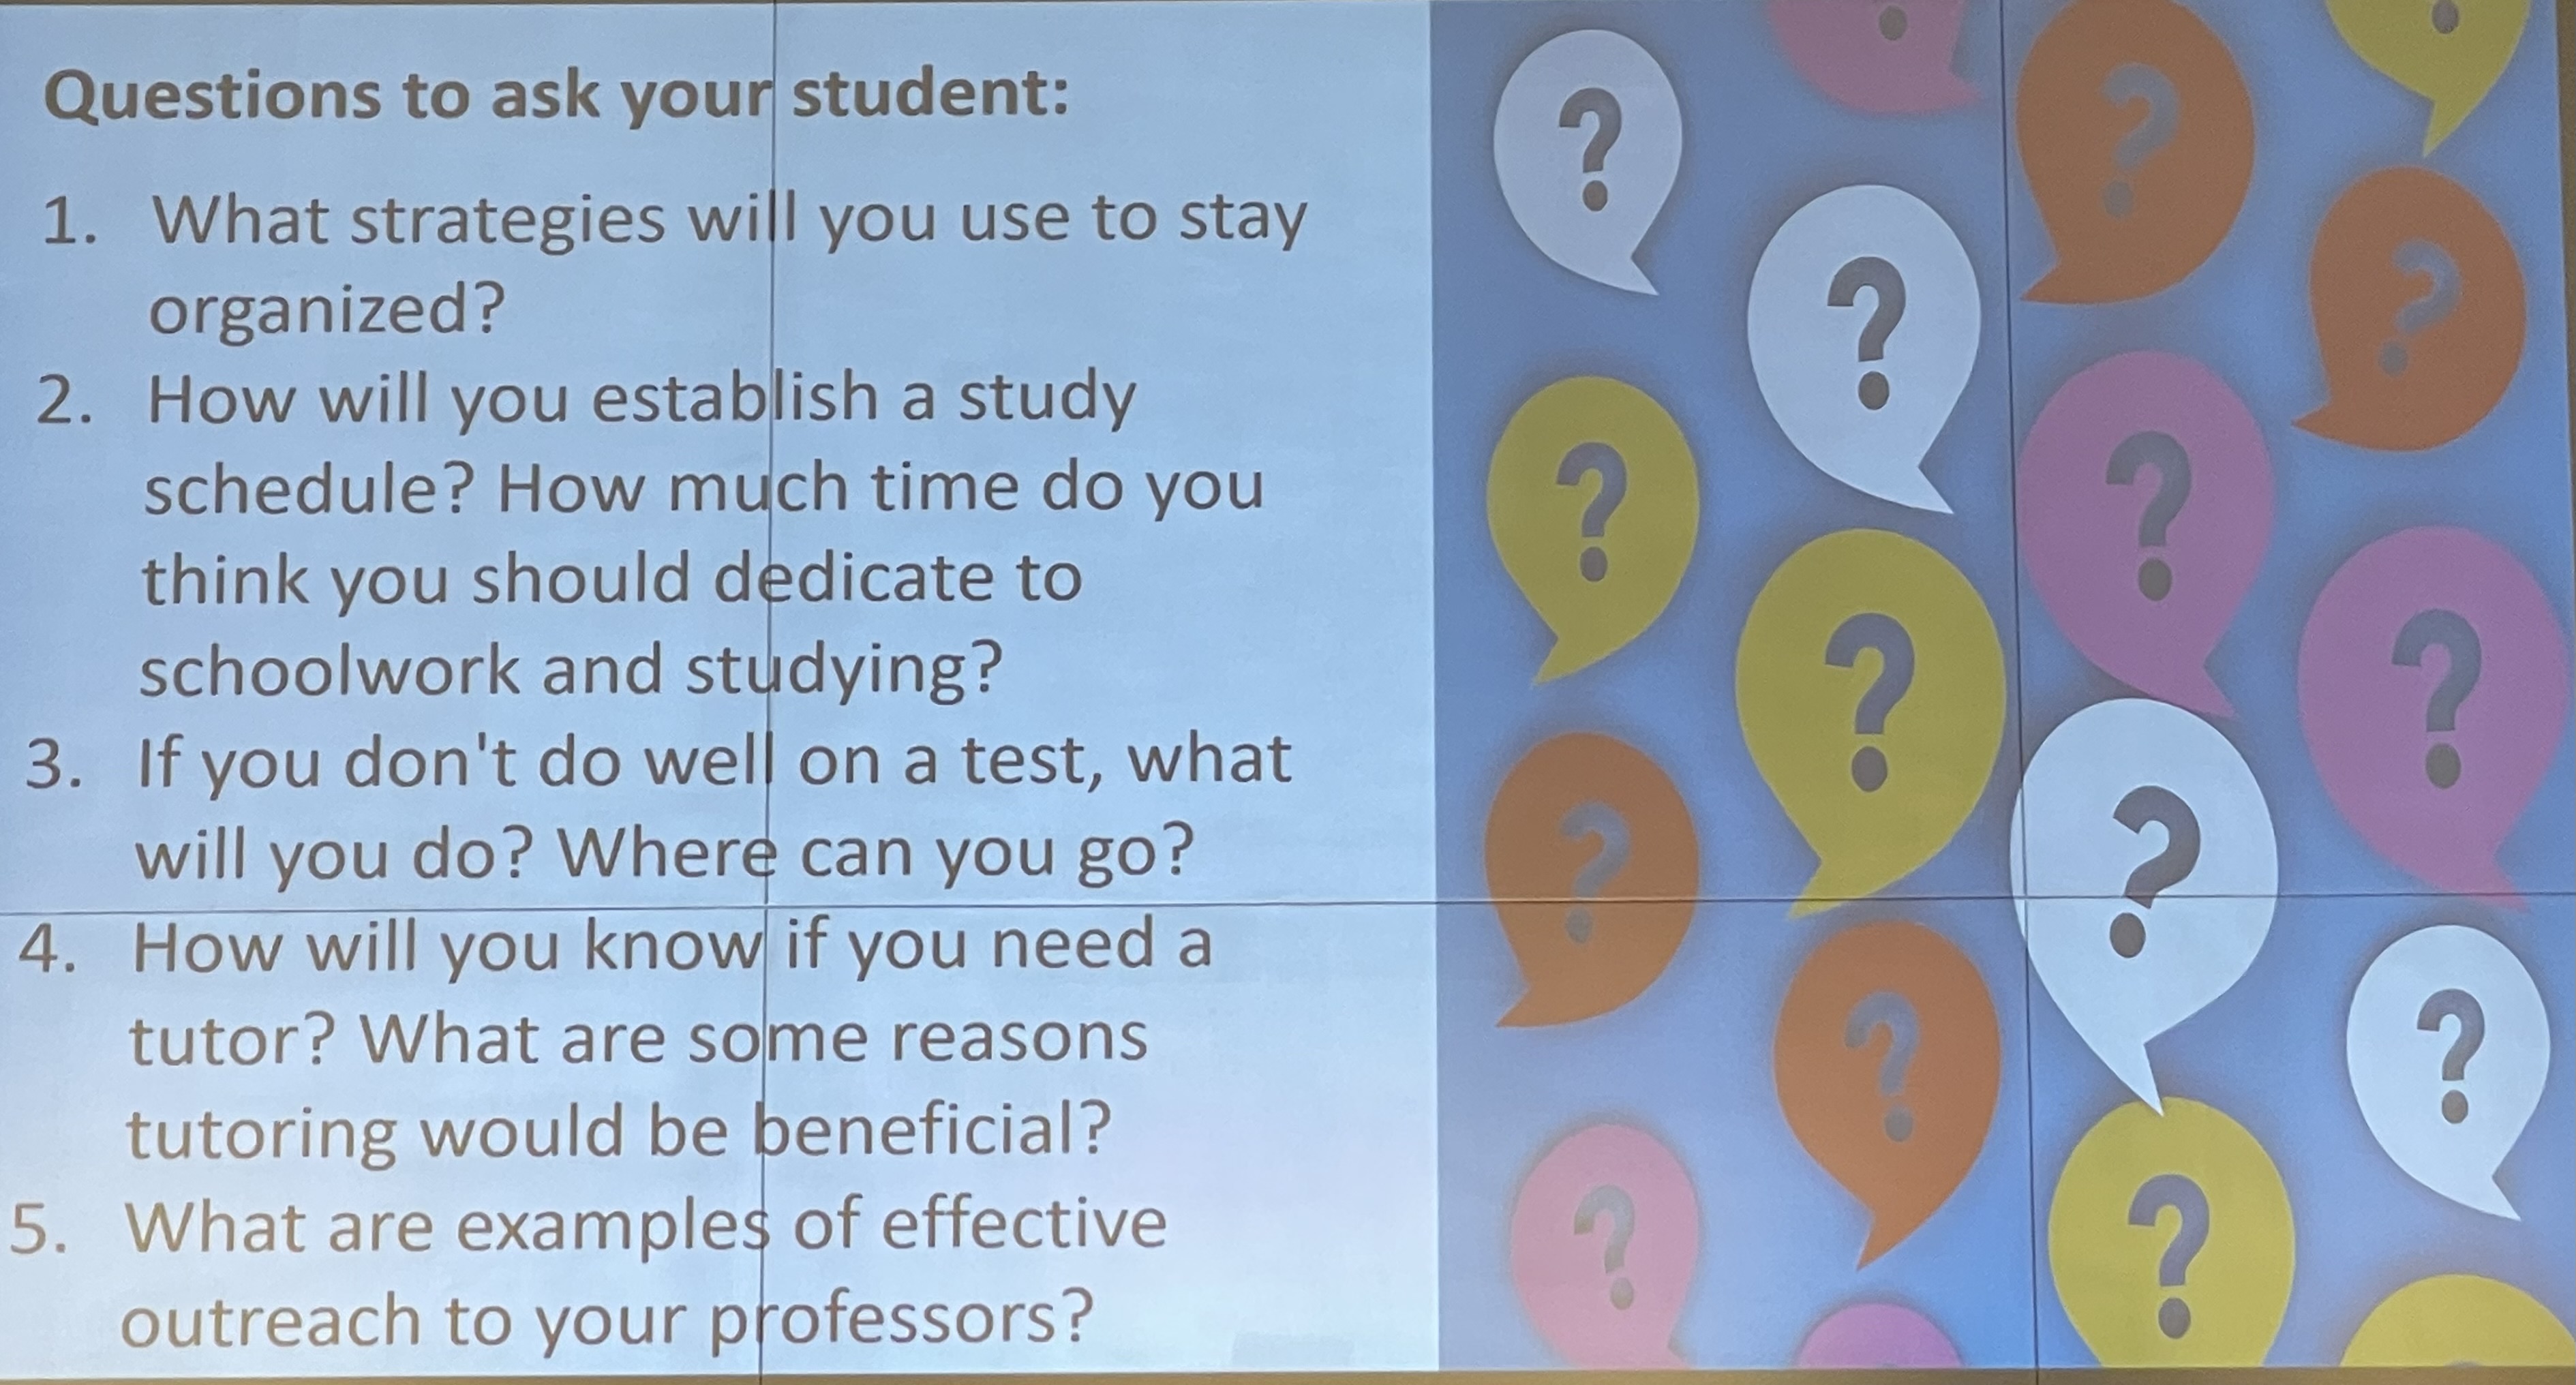 Questions to ask your student:
1. What strategies will you use to stay
organized?
2. How will you establish a study
schedule? How much time do you
think you should dedicate to
schoolwork and studying?
3. If you don't do well on a test, what
will you do? Where can you go?
4. How will you know if you need a
tutor? What are some reasons
tutoring would be beneficial?
5. What are examples of effective
outreach to your professors?
? ? ? ? ? ? ? ? ? ? ? ? ? ?